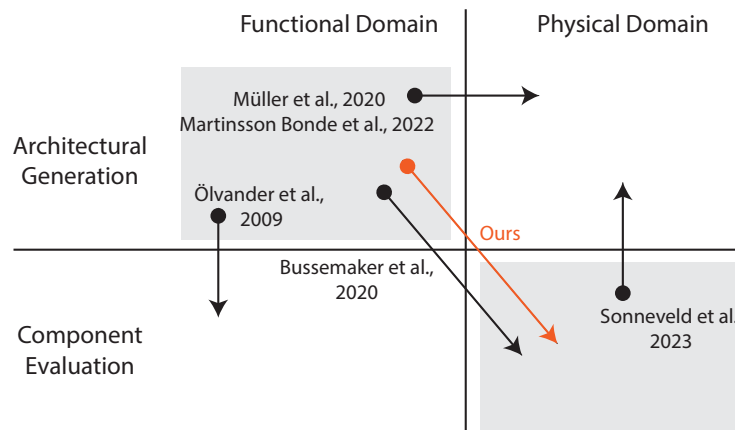 Functional Domain
Physical Domain
Müller et al., 2020
Martinsson Bonde et al., 2022
Architectural
Generation
Ölvander et al.,
2009
Ours
Bussemaker et al.,
2020
Sonneveld et al.
2023
Component
Evaluation